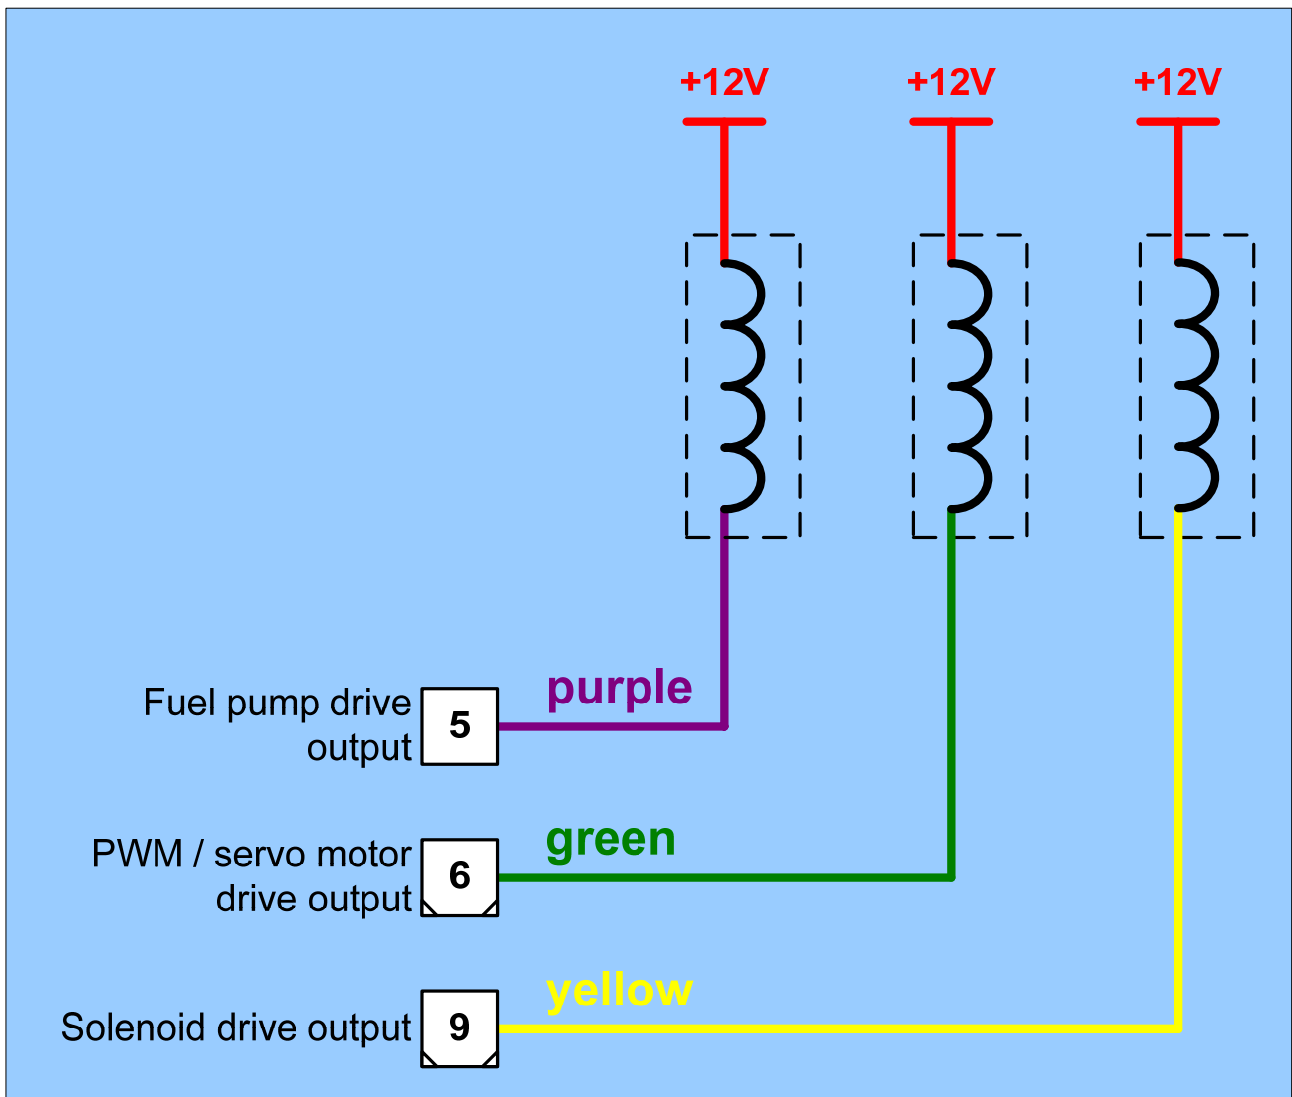 +12V +12V +12V
purple
Fuel pump drive
output
5
green
PWM / servo motor
drive output
6
yellow
Solenoid drive output
9